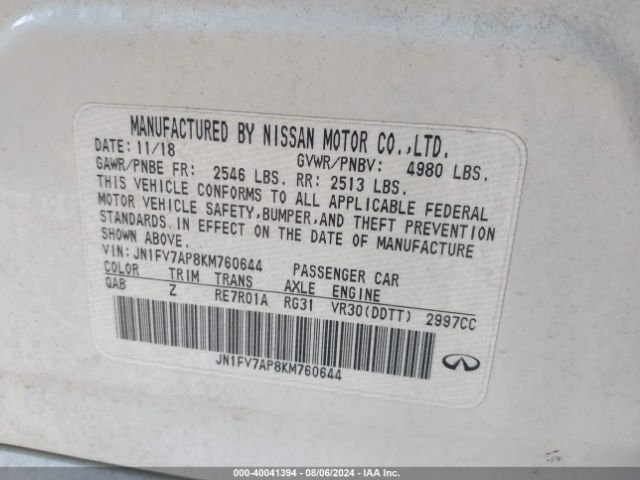 MANUFACTURED BY NISSAN MOTOR CO.,LTD.
DATE: 11/18 GVWR/PNBV: 4980 LBS.
GAWR/PNBE FR: 2546 LBS. RR: 2513 LBS.
THIS VEHICLE CONFORMS TO ALL APPLICABLE FEDERAL
MOTOR VEHICLE SAFETY,BUMPER,AND THEFT PREVENTION
STANDARDS IN EFFECT ON THE DATE OF MANUFACTURE
SHOWN ABOVE.
VIN: JN1FV7AP8KM760644 PASSENGER CAR
COLOR TRIM TRANS AXLE ENGINE
QAB Z RE7R01A RG31 VR30(DDTT) 2997CC
JN1FV7AP8KM760644
000-40041394 - 08/06/2024 - IAA Inc.